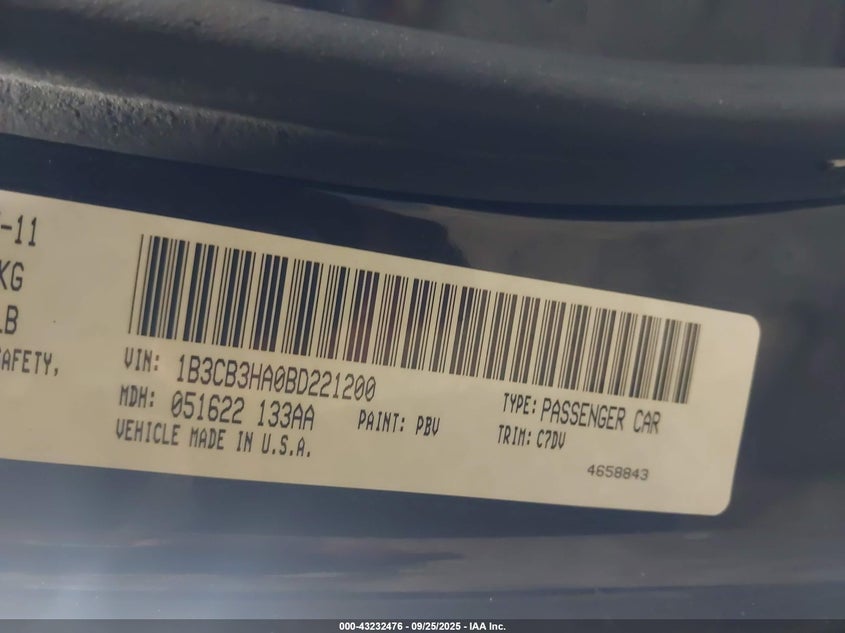 -11
KG
LB
SAFETY,
VIN: 1B3CB3HA0BD221200
MDH: 051622 133AA
PAINT: PBV
VEHICLE MADE IN U.S.A.
TYPE: PASSENGER CAR
TRIM: C7DV
4658843
000-43232476 - 09/25/2025 - IAA Inc.